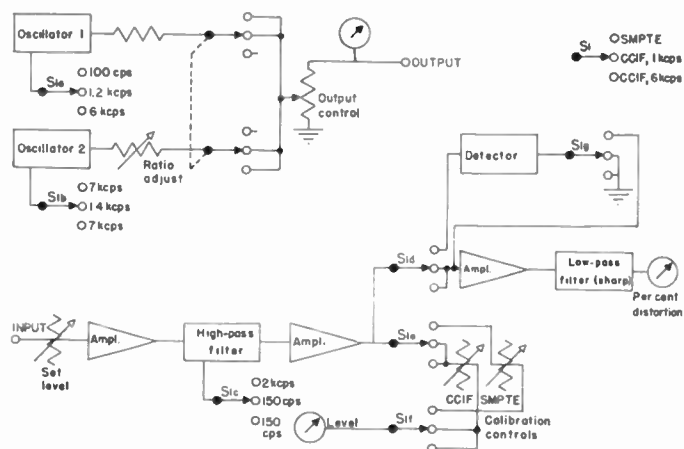 Oscillator 1
S1a
100 cps
1.2 kcps
6 kcps
Oscillator 2
Ratio
adjust
S1b
7 kcps
1.4 kcps
7 kcps
OUTPUT
Output
control
S1
SMPTE
CCIF, 1 kcps
CCIF, 6 kcps
Detector
S1g
S1d
Ampl.
Low-pass
filter (sharp)
Per cent
distortion
INPUT
Set
level
Ampl.
High-pass
filter
Ampl.
S1e
S1c
2 kcps
150 cps
150
cps
Level
S1f
CCIF
SMPTE
Calibration
controls